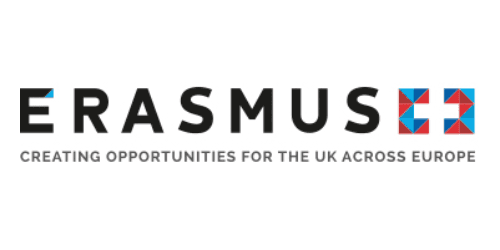 ERASMUS+
CREATING OPPORTUNITIES FOR THE UK ACROSS EUROPE